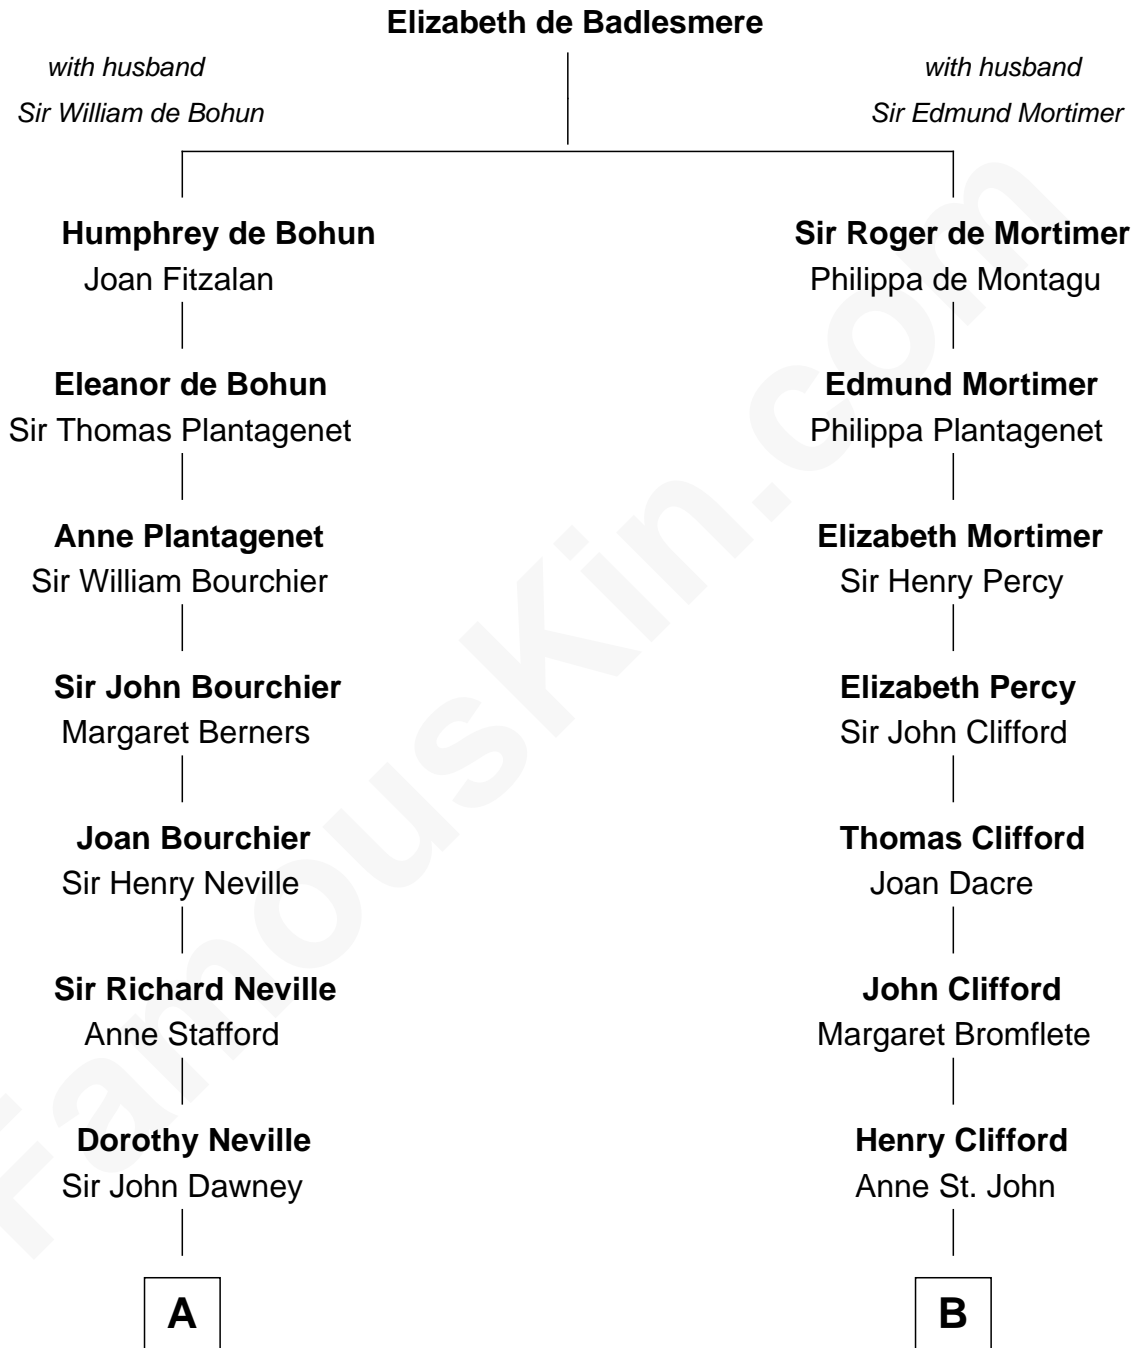 Elizabeth de Badlesmere
with husband
Sir William de Bohun
with husband
Sir Edmund Mortimer
Humphrey de Bohun
Joan Fitzalan
Sir Roger de Mortimer
Philippa de Montagu
Eleanor de Bohun
Sir Thomas Plantagenet
Edmund Mortimer
Philippa Plantagenet
Anne Plantagenet
Sir William Bourchier
Elizabeth Mortimer
Sir Henry Percy
Sir John Bourchier
Margaret Berners
Elizabeth Percy
Sir John Clifford
Joan Bourchier
Sir Henry Neville
Thomas Clifford
Joan Dacre
Sir Richard Neville
Anne Stafford
John Clifford
Margaret Bromflete
Dorothy Neville
Sir John Dawney
Henry Clifford
Anne St. John
A
B
FamousKin.com